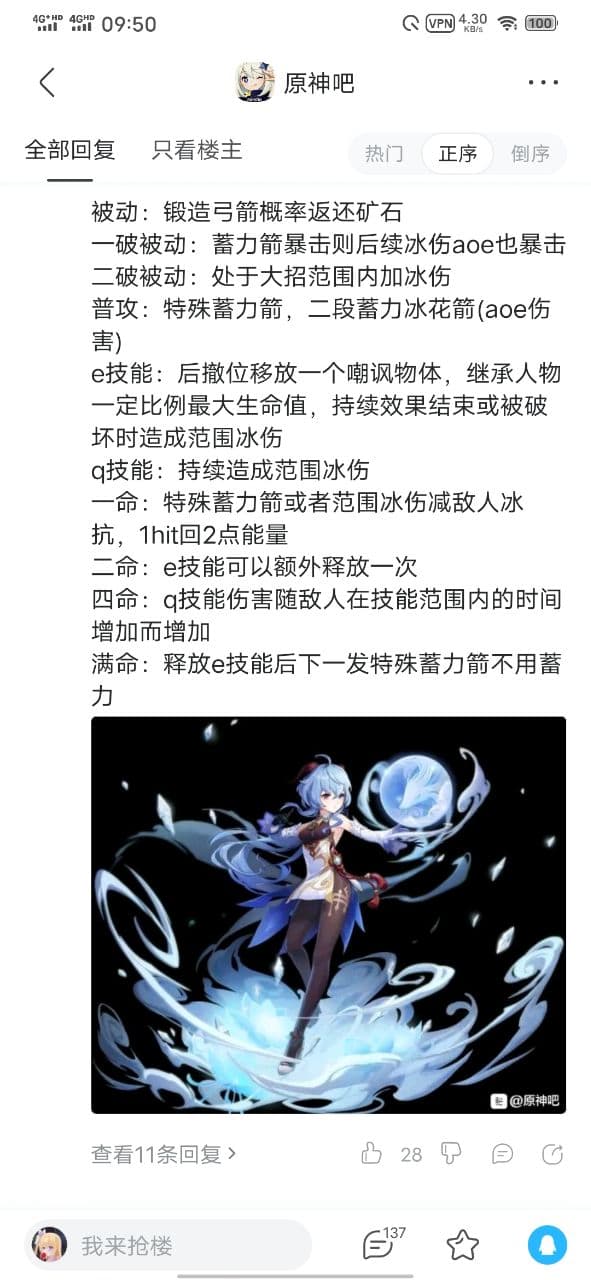 4G+HD 4GHD 09:50 VPN 4.30 KB/s 100
原神吧
全部回复 只看楼主 热门 正序 倒序
被动：锻造弓箭概率返还矿石
一破被动：蓄力箭暴击则后续冰伤aoe也暴击
二破被动：处于大招范围内加冰伤
普攻：特殊蓄力箭，二段蓄力冰花箭(aoe伤
害)
e技能：后撤位移放一个嘲讽物体，继承人物
一定比例最大生命值，持续效果结束或被破
坏时造成范围冰伤
q技能：持续造成范围冰伤
一命：特殊蓄力箭或者范围冰伤减敌人冰
抗，1hit回2点能量
二命：e技能可以额外释放一次
四命：q技能伤害随敌人在技能范围内的时间
增加而增加
满命：释放e技能后下一发特殊蓄力箭不用蓄
力
@原神吧
查看11条回复 28
我来抢楼 137